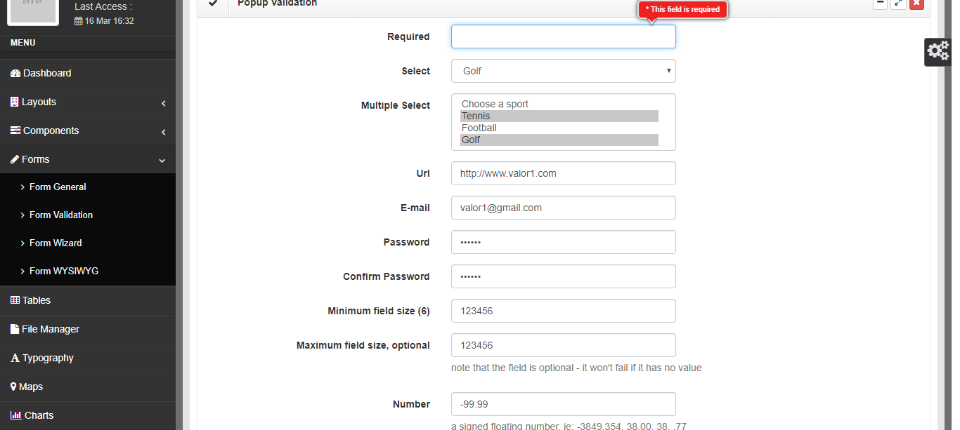 Last Access :
16 Mar 16:32
MENU
Dashboard
Layouts
Components
Forms
Form General
Form Validation
Form Wizard
Form WYSIWYG
Tables
File Manager
Typography
Maps
Charts
Popup Validation
* This field is required
Required
Select Golf
Multiple Select Choose a sport
Tennis
Football
Golf
Url http://www.valor1.com
E-mail valor1@gmail.com
Password ••••••
Confirm Password ••••••
Minimum field size (6) 123456
Maximum field size, optional 123456
note that the field is optional - it won't fail if it has no value
Number -99.99
a signed floating number, ie: -3849.354, 38.00, 38, .77